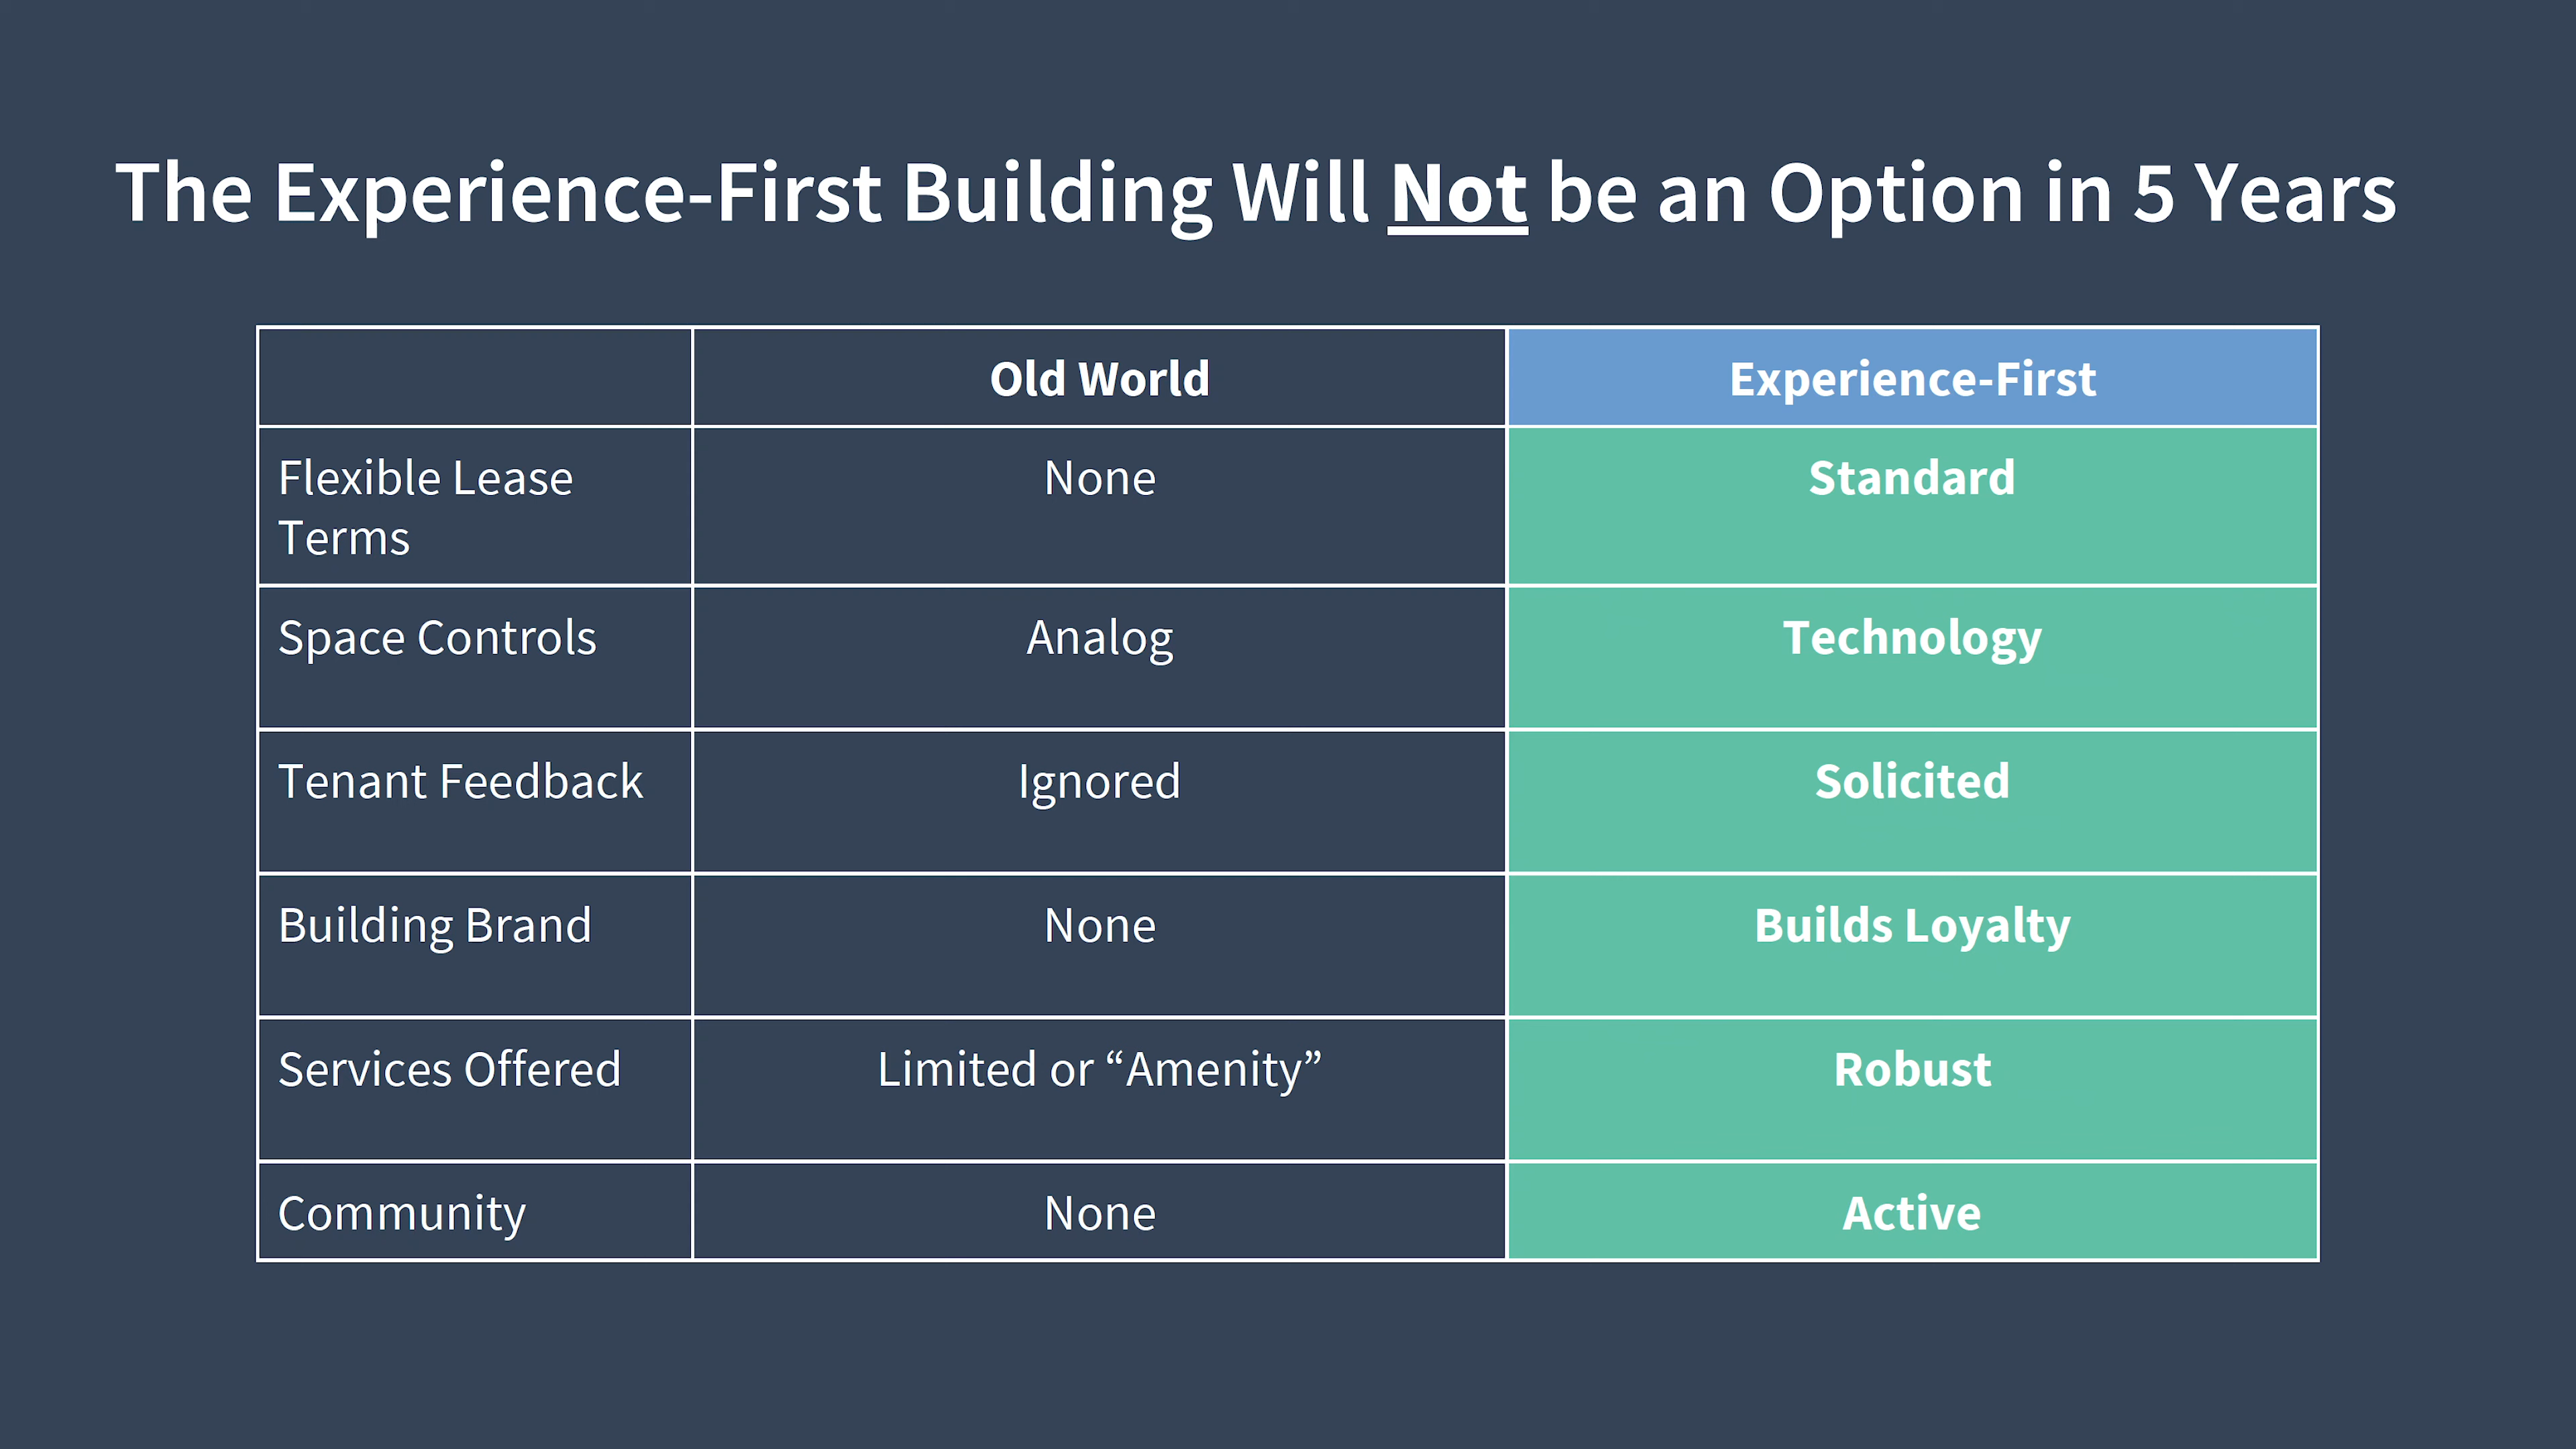 The Experience-First Building Will Not be an Option in 5 Years
Old World
Experience-First
Flexible Lease
Terms
None
Standard
Space Controls
Analog
Technology
Tenant Feedback
Ignored
Solicited
Building Brand
None
Builds Loyalty
Services Offered
Limited or “Amenity”
Robust
Community
None
Active